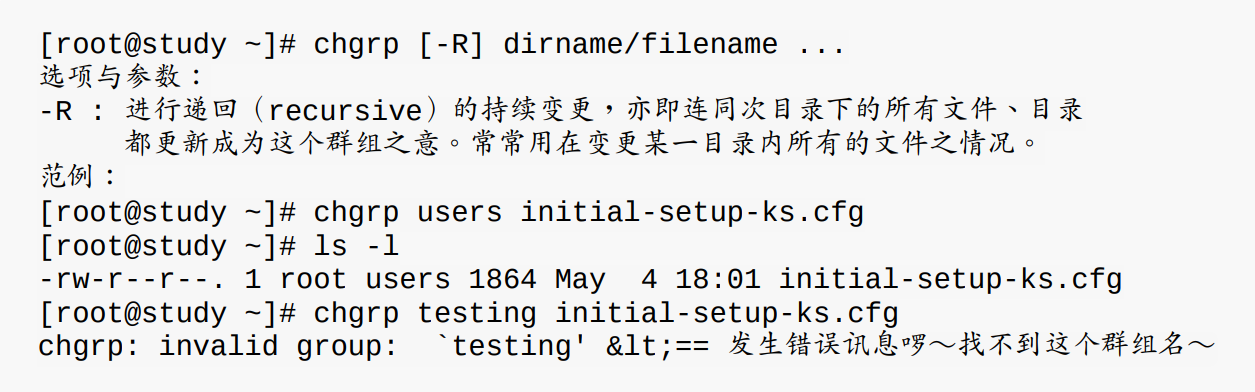 [root@study ~]# chgrp [-R] dirname/filename ...
选项与参数：
-R : 进行递回（recursive）的持续变更，亦即连同次目录下的所有文件、目录
都更新成为这个群组之意。常常用在变更某一目录内所有的文件之情况。
范例：
[root@study ~]# chgrp users initial-setup-ks.cfg
[root@study ~]# ls -l
-rw-r--r--. 1 root users 1864 May  4 18:01 initial-setup-ks.cfg
[root@study ~]# chgrp testing initial-setup-ks.cfg
chgrp: invalid group:  `testing' &lt;== 发生错误讯息啰～找不到这个群组名～